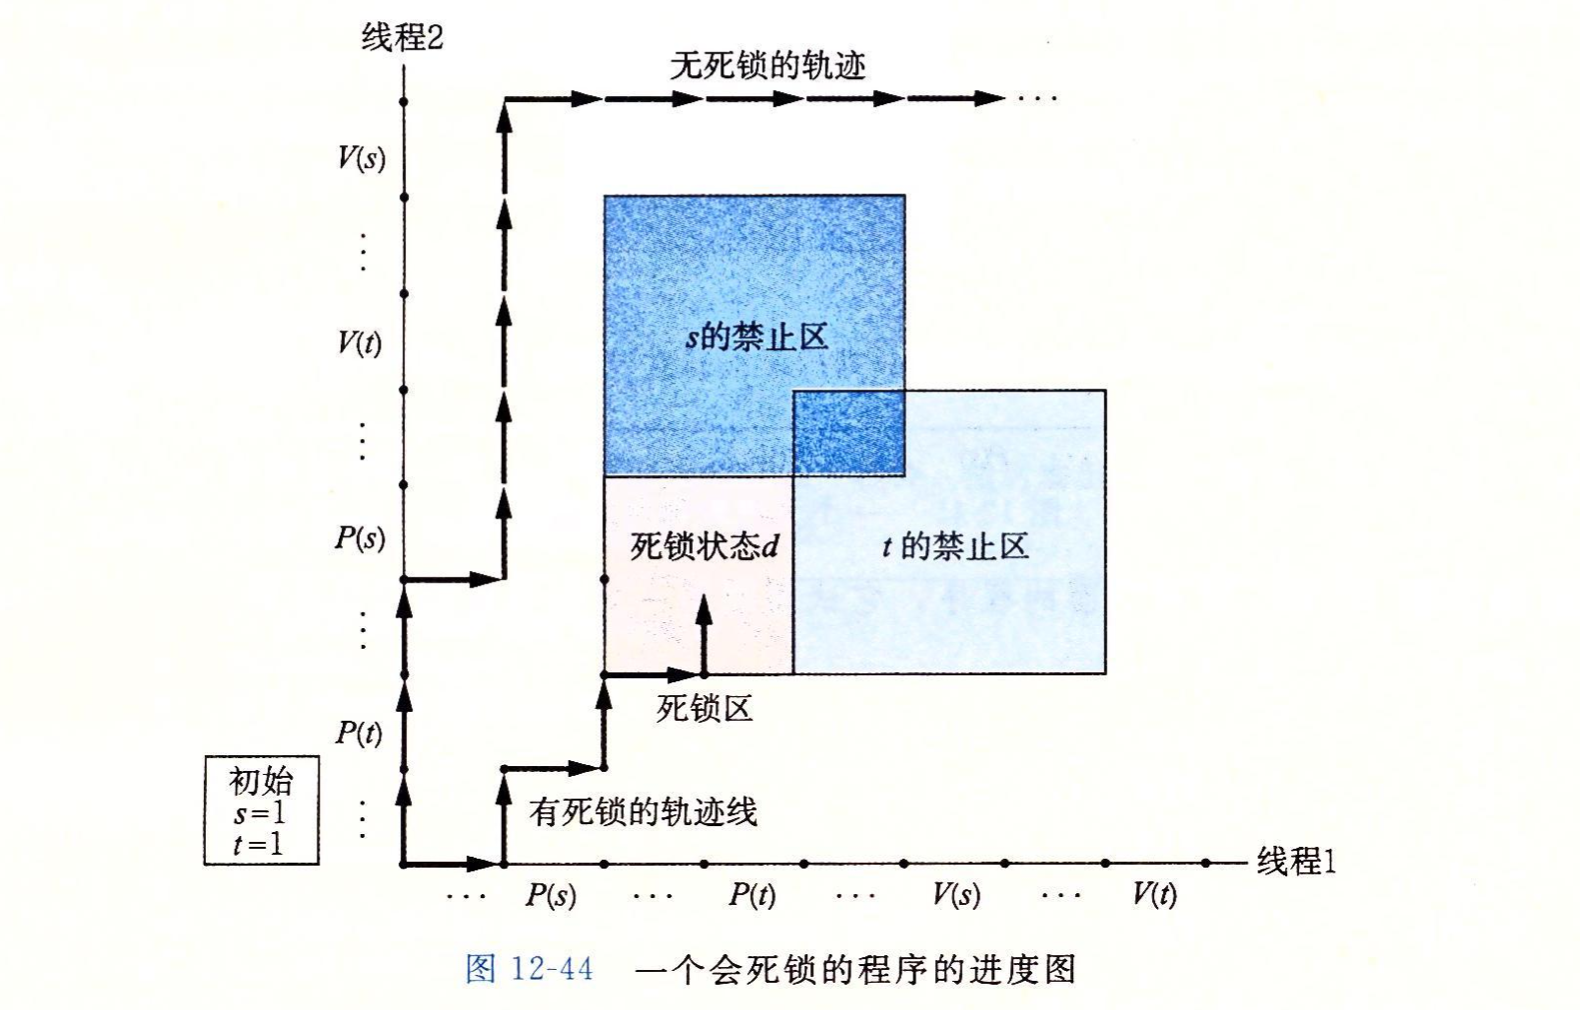 线程2
无死锁的轨迹
...
V(s)
⋮
s的禁止区
V(t)
⋮
P(s)
死锁状态d
t 的禁止区
⋮
死锁区
P(t)
初始
s=1
t=1
⋮
有死锁的轨迹线
线程1
... P(s) ... P(t) ... V(s) ... V(t)
图 12-44 一个会死锁的程序的进度图